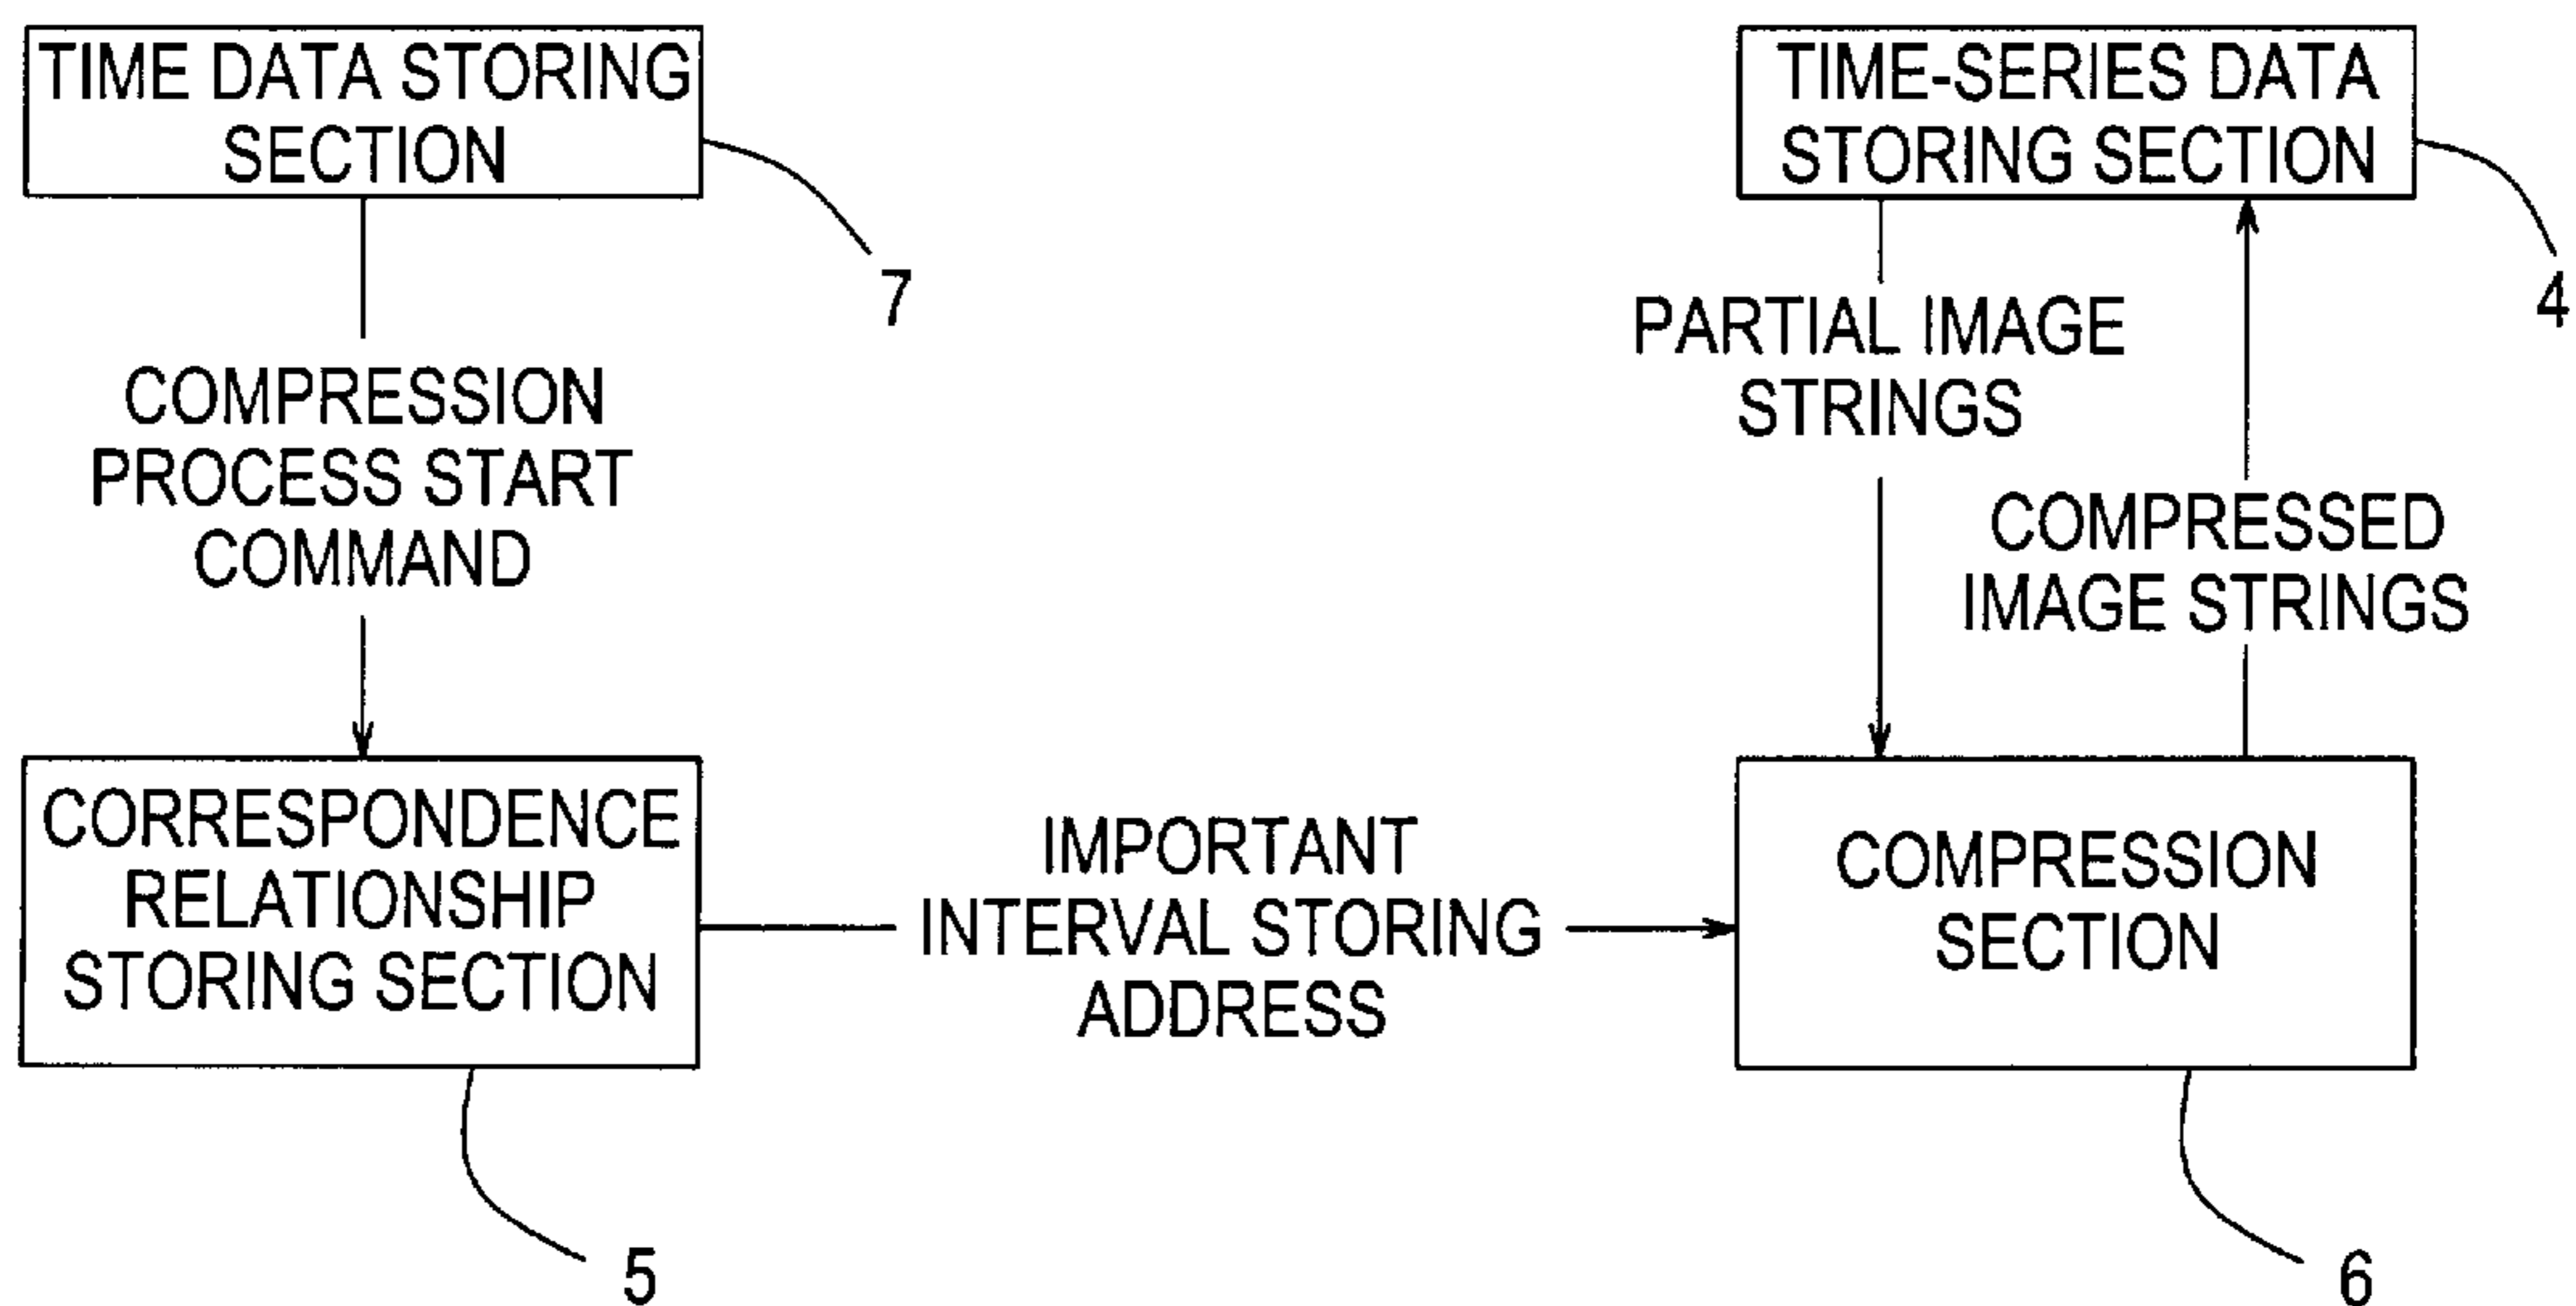 TIME DATA STORING
SECTION
7
COMPRESSION
PROCESS START
COMMAND
CORRESPONDENCE
RELATIONSHIP
STORING SECTION
5
IMPORTANT
INTERVAL STORING
ADDRESS
TIME-SERIES DATA
STORING SECTION
4
PARTIAL IMAGE
STRINGS
COMPRESSED
IMAGE STRINGS
COMPRESSION
SECTION
6